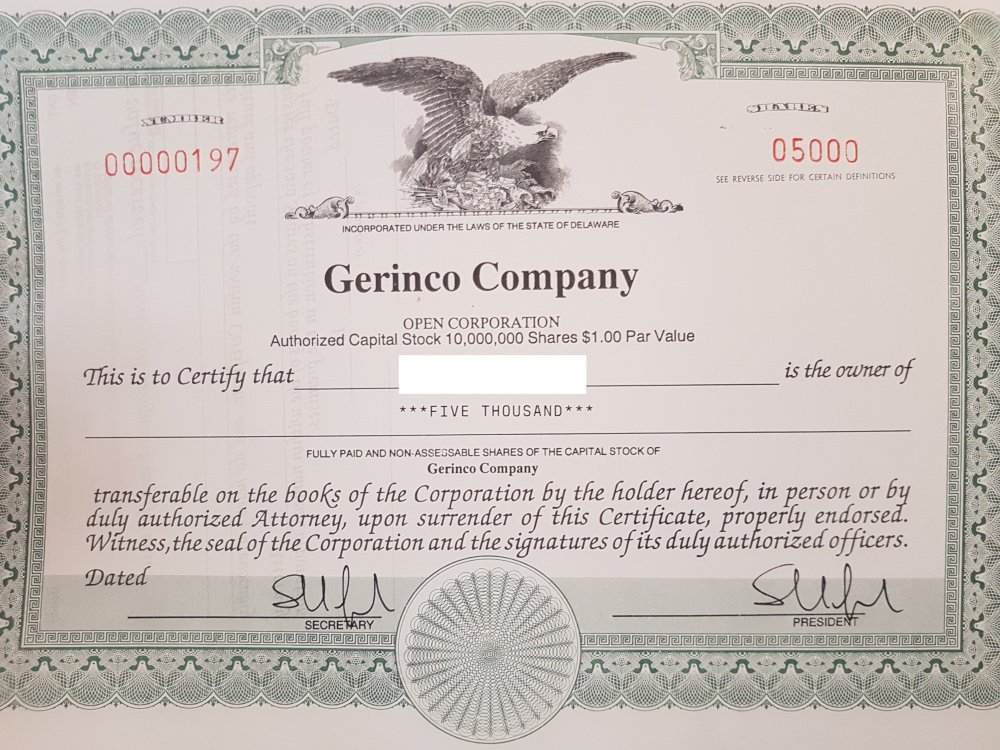 NUMBER
SHARES
00000197
05000
SEE REVERSE SIDE FOR CERTAIN DEFINITIONS
INCORPORATED UNDER THE LAWS OF THE STATE OF DELAWARE
Gerinco Company
OPEN CORPORATION
Authorized Capital Stock 10,000,000 Shares $1.00 Par Value
This is to Certify that is the owner of
***FIVE THOUSAND***
FULLY PAID AND NON-ASSESSABLE SHARES OF THE CAPITAL STOCK OF
Gerinco Company
transferable on the books of the Corporation by the holder hereof, in person or by
duly authorized Attorney, upon surrender of this Certificate, properly endorsed.
Witness, the seal of the Corporation and the signatures of its duly authorized officers.
Dated
SECRETARY
PRESIDENT